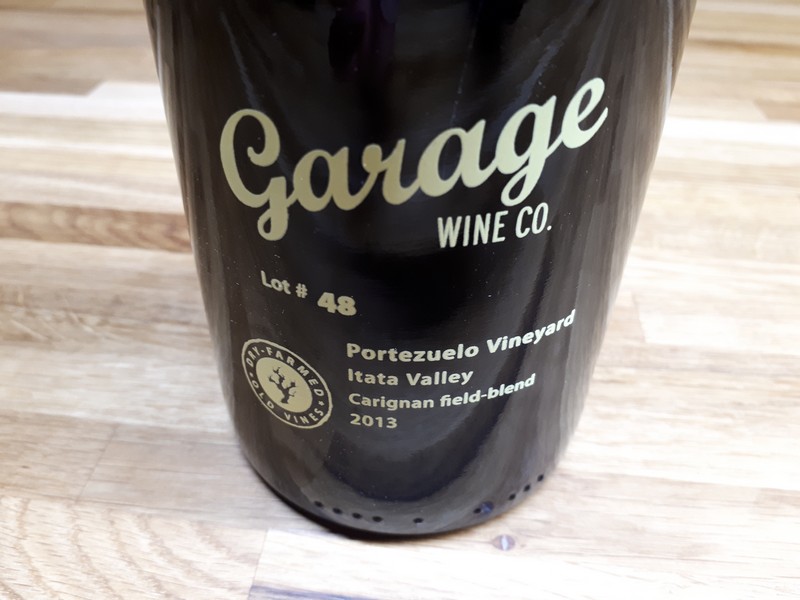 Garage
WINE CO.
Lot # 48
DRY-FARMED
OLD VINES
Portezuelo Vineyard
Itata Valley
Carignan field-blend
2013